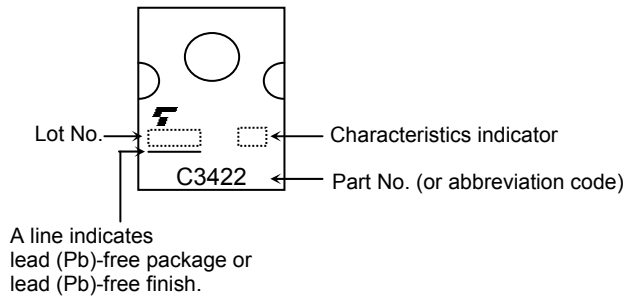 Lot No.
Characteristics indicator
C3422
Part No. (or abbreviation code)
A line indicates
lead (Pb)-free package or
lead (Pb)-free finish.